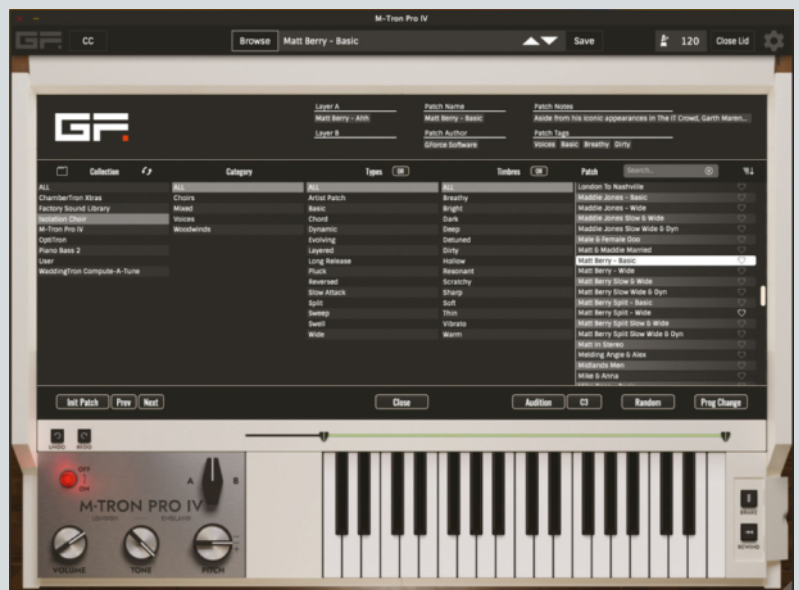 M-Tron Pro IV
GF. CC Browse Matt Berry - Basic Save 120 Close Lid
GF.
Layer A Patch Name Patch Notes
Matt Berry - Ahh Matt Berry - Basic Aside from his iconic appearances in The IT Crowd, Garth Maren...
Layer B Patch Author Patch Tags
GForce Software Voices Basic Breathy Dirty
Collection Category Types OR Timbres OR Patch Search...
ALL ALL ALL ALL London To Nashville
ChamberTron Xtras Choirs Artist Patch Breathy Maddie Jones - Basic
Factory Sound Library Mixed Basic Bright Maddie Jones - Wide
Isolation Choir Voices Chord Dark Maddie Jones Slow & Wide
M-Tron Pro IV Woodwinds Dynamic Deep Maddie Jones Slow Wide & Dyn
OptiTron Evolving Detuned Male & Female Ooo
Piano Bass 2 Layered Dirty Matt & Maddie Married
User Long Release Hollow Matt Berry - Basic
WaddingTron Compute-A-Tune Pluck Resonant Matt Berry - Wide
Reversed Scratchy Matt Berry Slow & Wide
Slow Attack Sharp Matt Berry Slow Wide & Dyn
Split Soft Matt Berry Split - Basic
Sweep Thin Matt Berry Split - Wide
Swell Vibrato Matt Berry Split Slow & Wide
Wide Warm Matt Berry Split Slow Wide & Dyn
Matt In Stereo
Melding Angie & Alex
Midlands Men
Mike & Anna
Init Patch Prev Next Close Audition C3 Random Prog Change
UNDO REDO
OFF
ON
A B
M-TRON PRO IV
LONDON ENGLAND
VOLUME TONE PITCH
BRAKE
REWIND